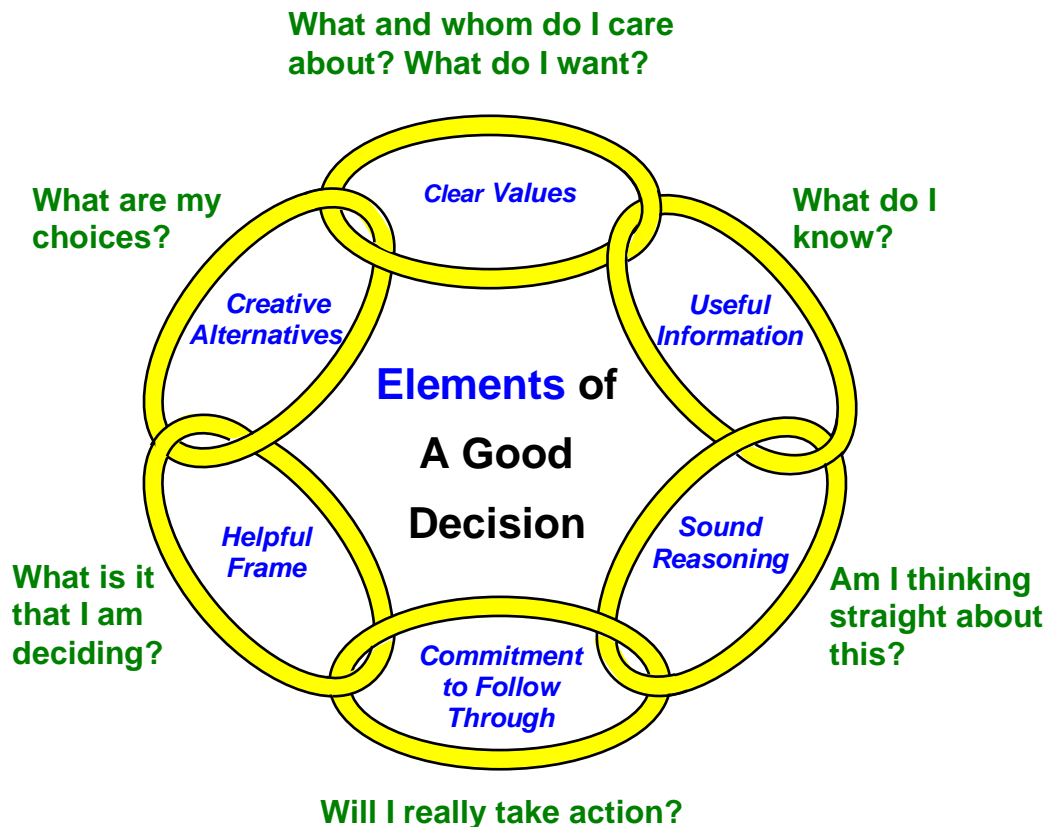 What and whom do I care
about? What do I want?
Clear Values
What are my
choices?
What do I
know?
Creative
Alternatives
Useful
Information
Elements of
A Good
Decision
Helpful
Frame
Sound
Reasoning
What is it
that I am
deciding?
Am I thinking
straight about
this?
Commitment
to Follow
Through
Will I really take action?